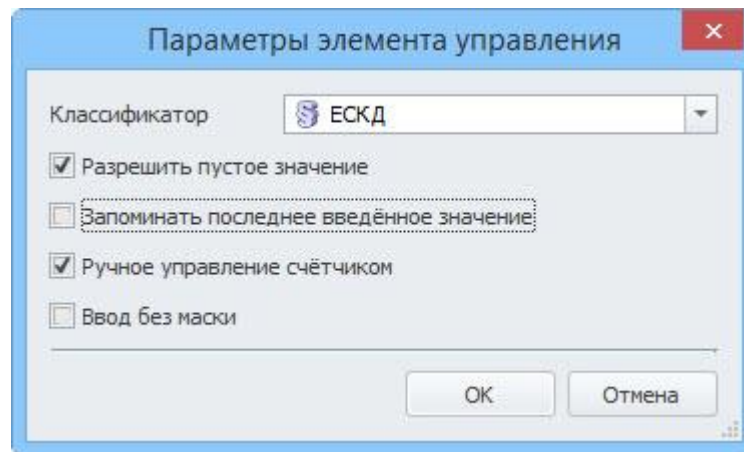 Параметры элемента управления
Классификатор ЕСКД
Разрешить пустое значение
Запоминать последнее введённое значение
Ручное управление счётчиком
Ввод без маски
ОК Отмена